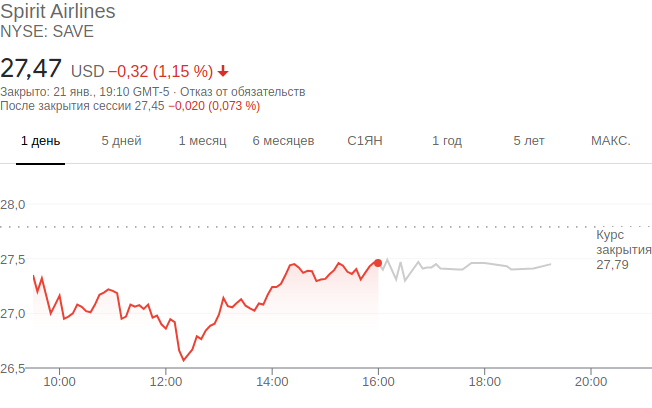 Spirit Airlines
NYSE: SAVE
27,47 USD −0,32 (1,15 %)
Закрыто: 21 янв., 19:10 GMT-5 · Отказ от обязательств
После закрытия сессии 27,45 −0,020 (0,073 %)
1 день 5 дней 1 месяц 6 месяцев С1ЯН 1 год 5 лет МАКС.
28,0
Курс
закрытия
27,79
27,5
27,0
26,5
10:00 12:00 14:00 16:00 18:00 20:00